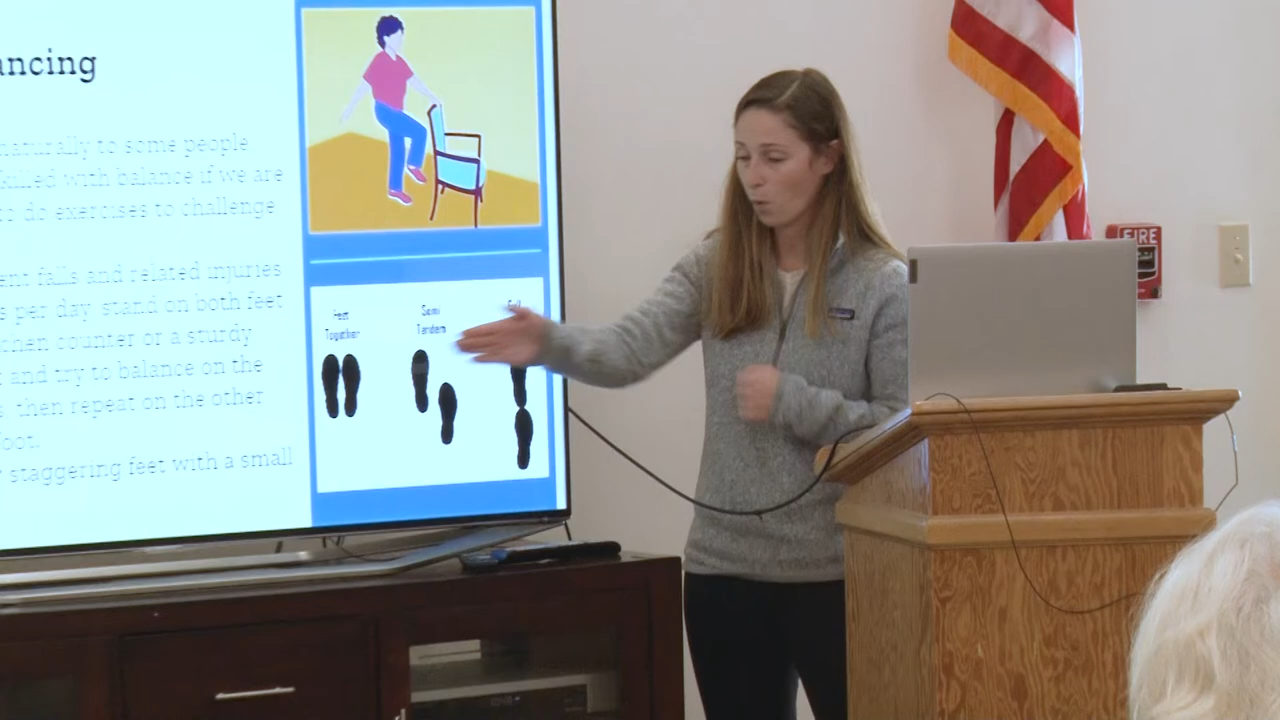 ancing
naturally to some people
skilled with balance if we are
to do exercises to challenge
ent falls and related injuries
s per day, stand on both feet
chen counter or a sturdy
and try to balance on the
s, then repeat on the other
foot.
staggering feet with a small
Feet
Together
Semi
Tandem
Full
FIRE